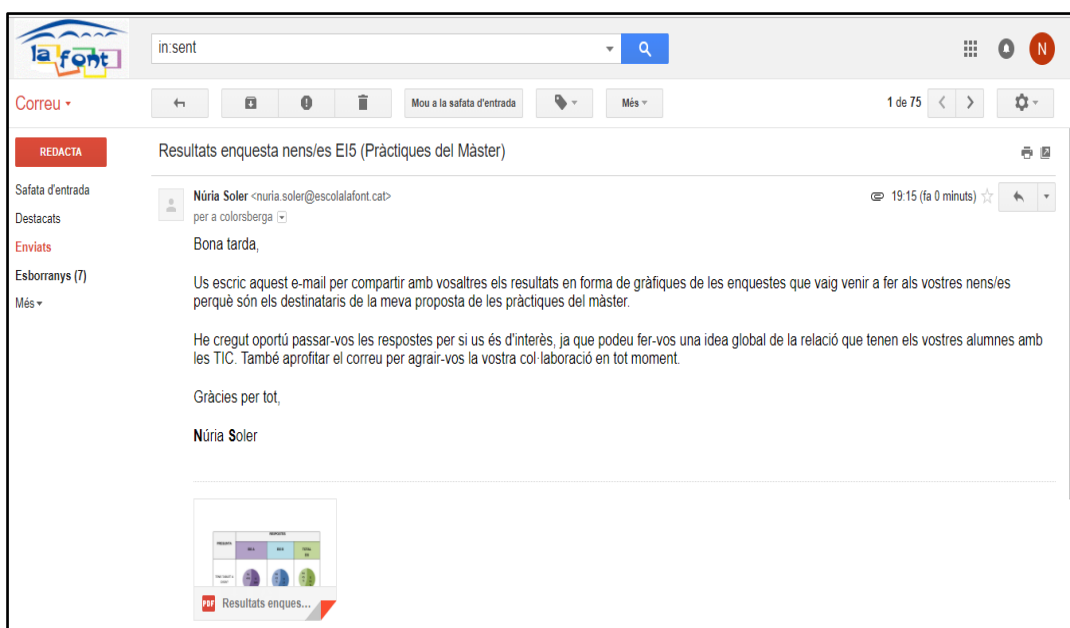 la font
in:sent
N
Correu
Mou a la safata d'entrada
Més
1 de 75
REDACTA
Resultats enquesta nens/es EI5 (Pràctiques del Màster)
Safata d'entrada
Destacats
Enviats
Esborranys (7)
Més
Núria Soler <nuria.soler@escolalafont.cat>
19:15 (fa 0 minuts)
per a colorsberga
Bona tarda,
Us escric aquest e-mail per compartir amb vosaltres els resultats en forma de gràfiques de les enquestes que vaig venir a fer als vostres nens/es
perquè són els destinataris de la meva proposta de les pràctiques del màster.
He cregut oportú passar-vos les respostes per si us és d'interès, ja que podeu fer-vos una idea global de la relació que tenen els vostres alumnes amb
les TIC. També aprofitar el correu per agrair-vos la vostra col·laboració en tot moment.
Gràcies per tot,
Núria Soler
PDF Resultats enques...